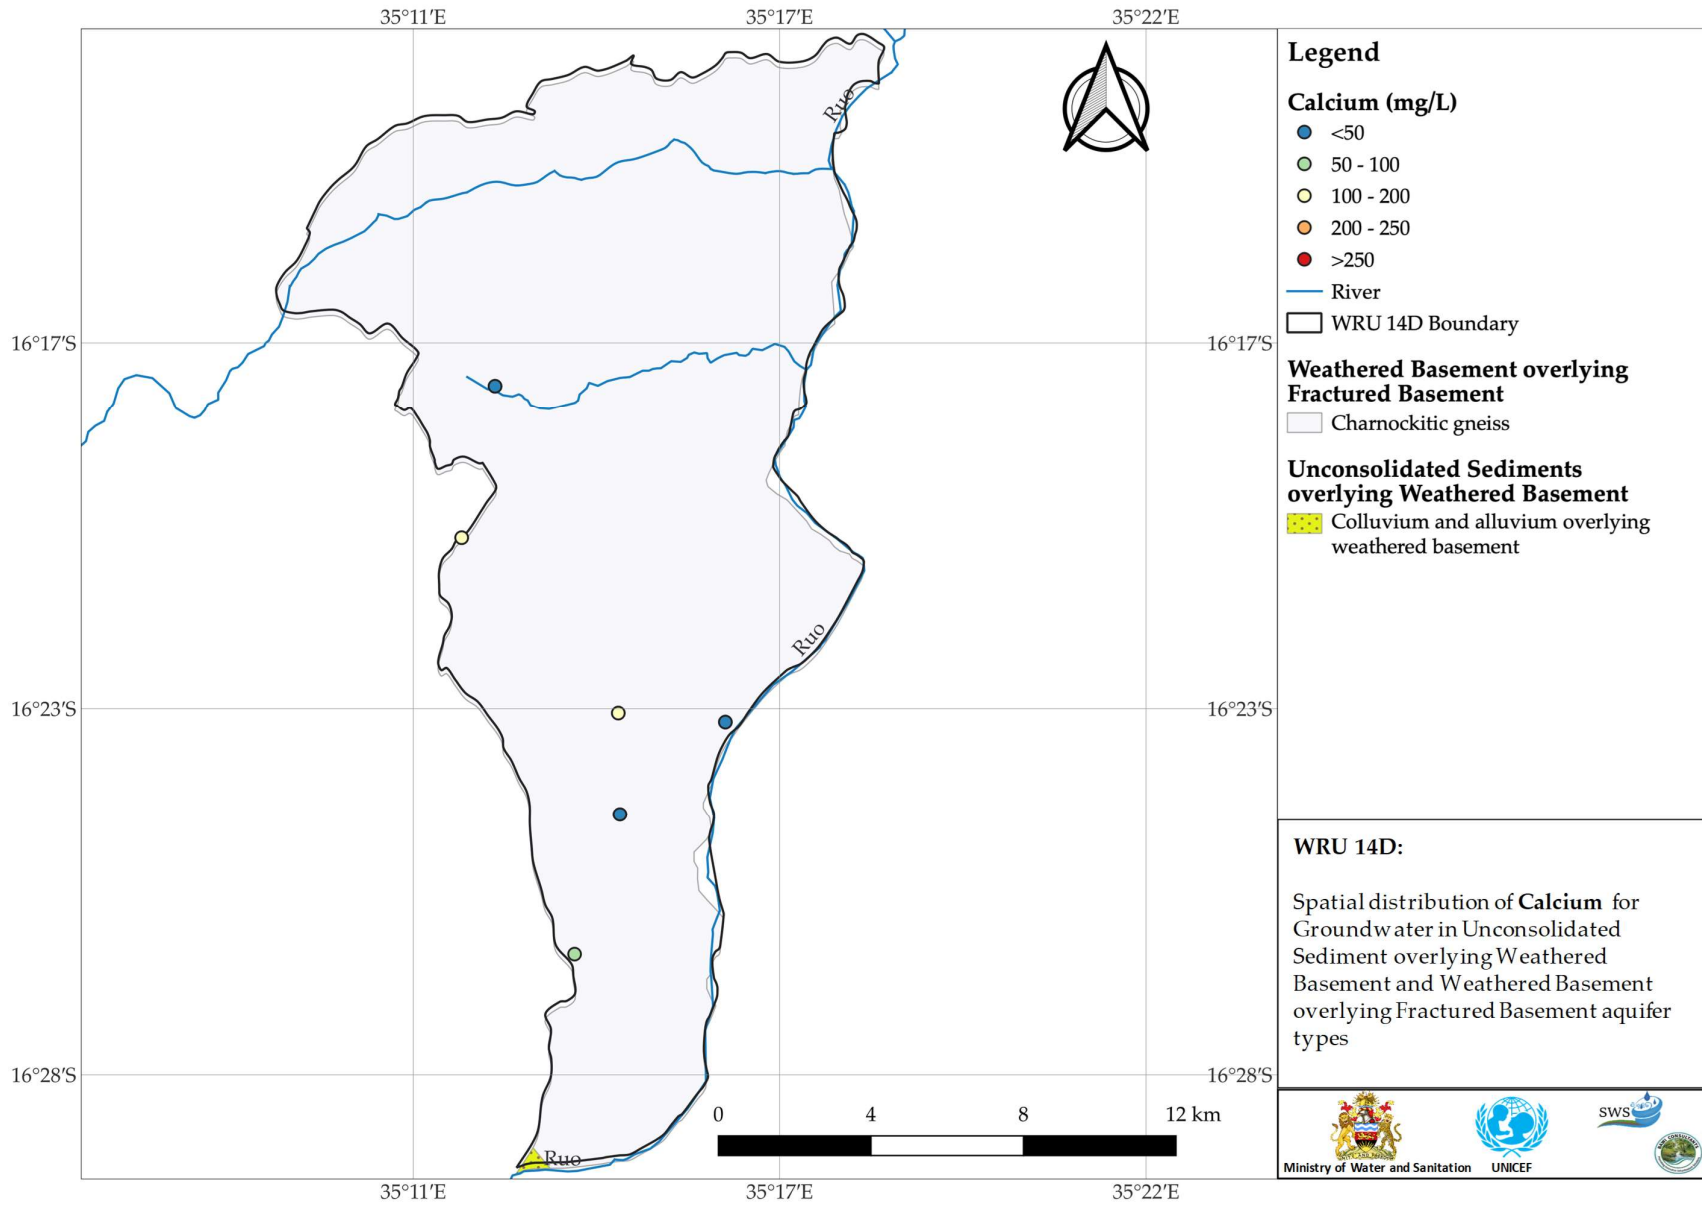 35°11'E
35°17'E
35°22'E
Ruo
16°17'S
16°17'S
Ruo
16°23'S
16°23'S
16°28'S
16°28'S
0 4 8 12 km
Ruo
35°11'E
35°17'E
35°22'E
Legend
Calcium (mg/L)
<50
50 - 100
100 - 200
200 - 250
>250
River
WRU 14D Boundary
Weathered Basement overlying
Fractured Basement
Charnockitic gneiss
Unconsolidated Sediments
overlying Weathered Basement
Colluvium and alluvium overlying
weathered basement
WRU 14D:
Spatial distribution of Calcium for
Groundwater in Unconsolidated
Sediment overlying Weathered
Basement and Weathered Basement
overlying Fractured Basement aquifer
types
Ministry of Water and Sanitation
UNICEF
sws